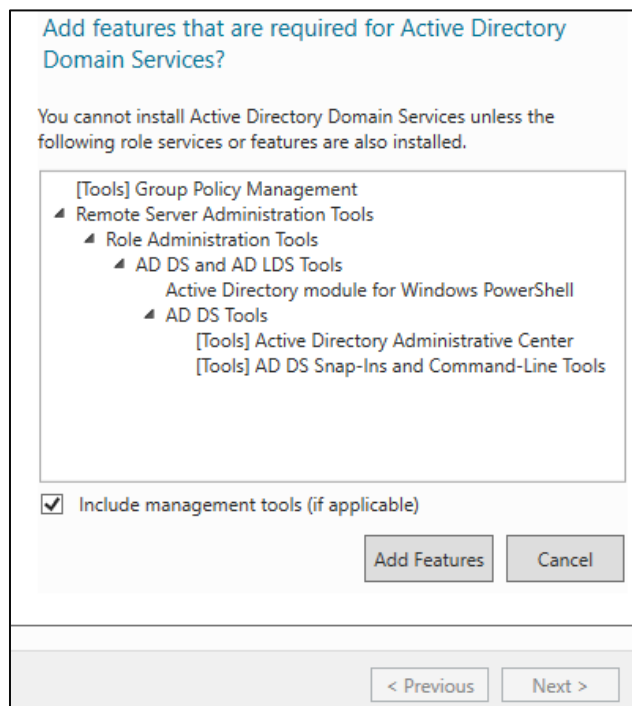 Add features that are required for Active Directory
Domain Services?
You cannot install Active Directory Domain Services unless the
following role services or features are also installed.
[Tools] Group Policy Management
Remote Server Administration Tools
Role Administration Tools
AD DS and AD LDS Tools
Active Directory module for Windows PowerShell
AD DS Tools
[Tools] Active Directory Administrative Center
[Tools] AD DS Snap-Ins and Command-Line Tools
Include management tools (if applicable)
Add Features Cancel
< Previous Next >